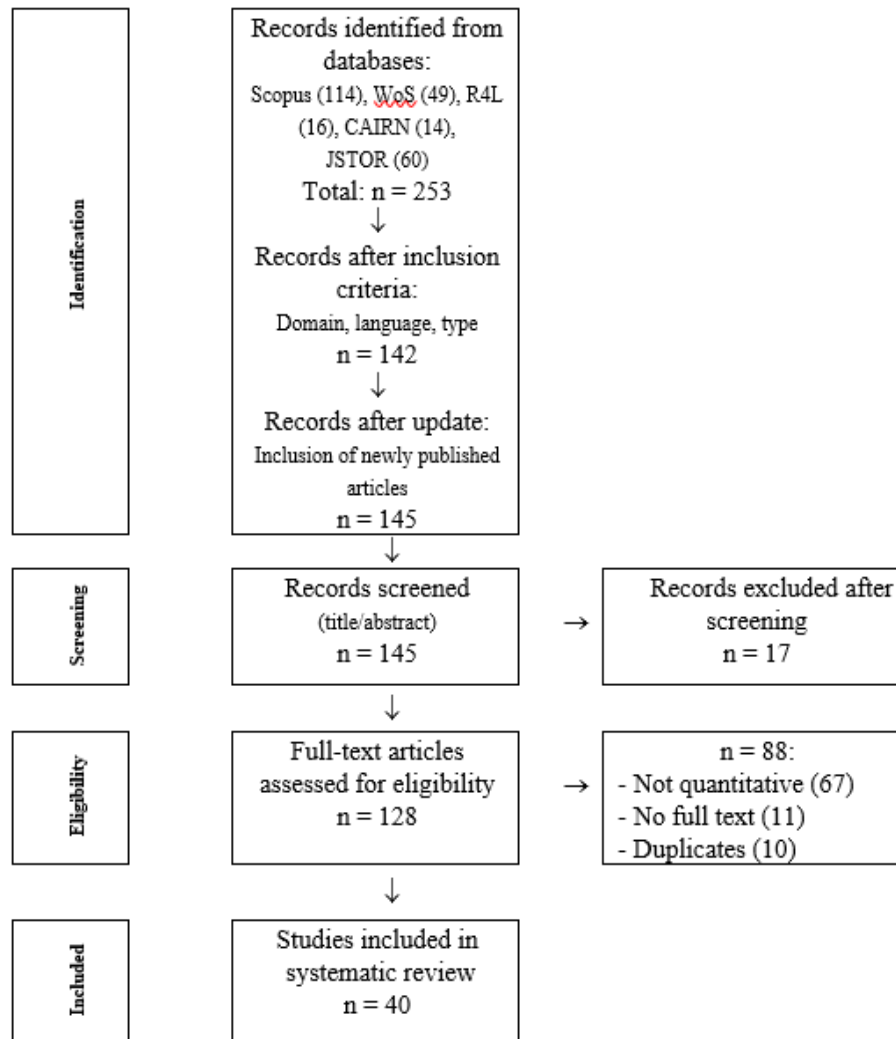 Identification
Records identified from
databases:
Scopus (114), WoS (49), R4L
(16), CAIRN (14),
JSTOR (60)
Total: n = 253
↓
Records after inclusion
criteria:
Domain, language, type
n = 142
↓
Records after update:
Inclusion of newly published
articles
n = 145
↓
Screening
Records screened
(title/abstract)
n = 145
→
Records excluded after
screening
n = 17
↓
Eligibility
Full-text articles
assessed for eligibility
n = 128
→
n = 88:
- Not quantitative (67)
- No full text (11)
- Duplicates (10)
↓
Included
Studies included in
systematic review
n = 40